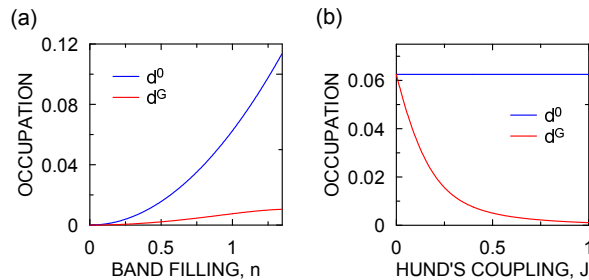 (a)
OCCUPATION
0.12
0.08
0.04
0
d⁰
dᴳ
0 0.5 1
BAND FILLING, n
(b)
OCCUPATION
0.06
0.04
0.02
0
d⁰
dᴳ
0 0.5 1
HUND'S COUPLING, J